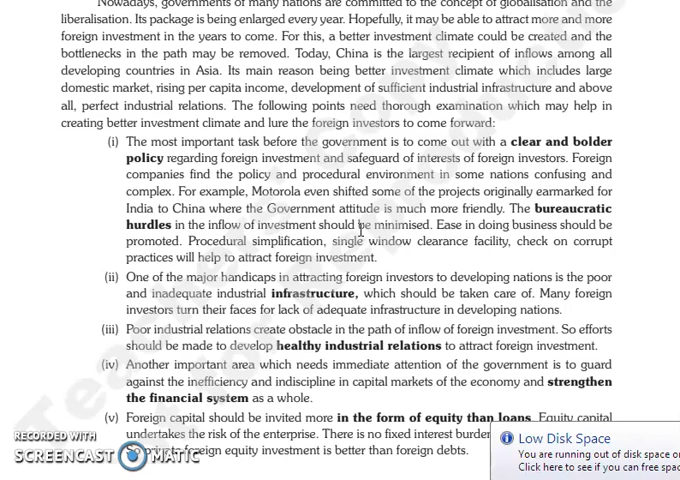 Nowadays, governments of many nations are committed to the concept of globalisation and the
liberalisation. Its package is being enlarged every year. Hopefully, it may be able to attract more and more
foreign investment in the years to come. For this, a better investment climate could be created and the
bottlenecks in the path may be removed. Today, China is the largest recipient of inflows among all
developing countries in Asia. Its main reason being better investment climate which includes large
domestic market, rising per capita income, development of sufficient industrial infrastructure and above
all, perfect industrial relations. The following points need thorough examination which may help in
creating better investment climate and lure the foreign investors to come forward:
(i) The most important task before the government is to come out with a clear and bolder
policy regarding foreign investment and safeguard of interests of foreign investors. Foreign
companies find the policy and procedural environment in some nations confusing and
complex. For example, Motorola even shifted some of the projects originally earmarked for
India to China where the Government attitude is much more friendly. The bureaucratic
hurdles in the inflow of investment should be minimised. Ease in doing business should be
promoted. Procedural simplification, single window clearance facility, check on corrupt
practices will help to attract foreign investment.
(ii) One of the major handicaps in attracting foreign investors to developing nations is the poor
and inadequate industrial infrastructure, which should be taken care of. Many foreign
investors turn their faces for lack of adequate infrastructure in developing nations.
(iii) Poor industrial relations create obstacle in the path of inflow of foreign investment. So efforts
should be made to develop healthy industrial relations to attract foreign investment.
(iv) Another important area which needs immediate attention of the government is to guard
against the inefficiency and indiscipline in capital markets of the economy and strengthen
the financial system as a whole.
(v) Foreign capital should be invited more in the form of equity than loans. Equity capital
undertakes the risk of the enterprise. There is no fixed interest burden
foreign equity investment is better than foreign debts.
RECORDED WITH
SCREENCAST MATIC
Low Disk Space
You are running out of disk space o
Click here to see if you can free spac